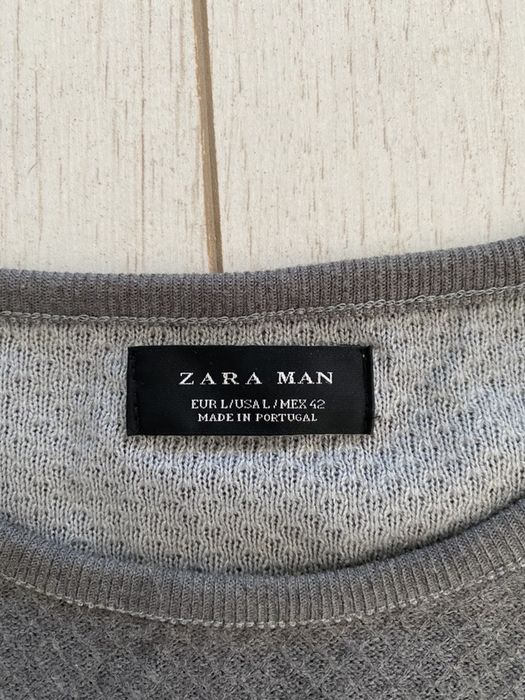 ZARA MAN
EUR L/USA L/MEX 42
MADE IN PORTUGAL